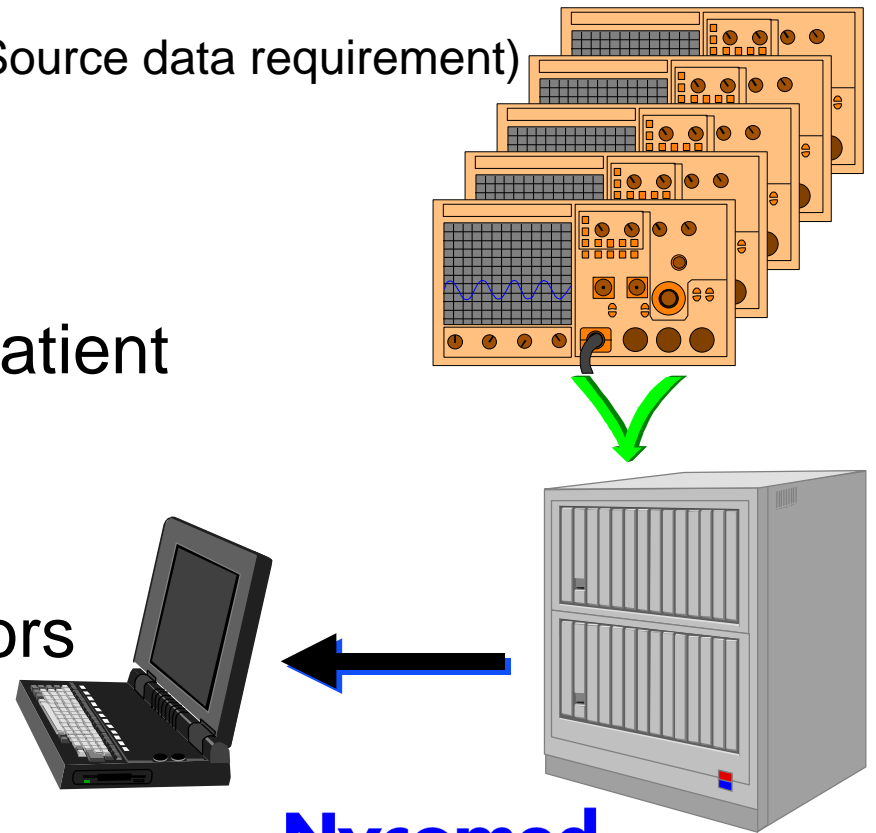 Source data requirement)
atient
ors
Nycomed